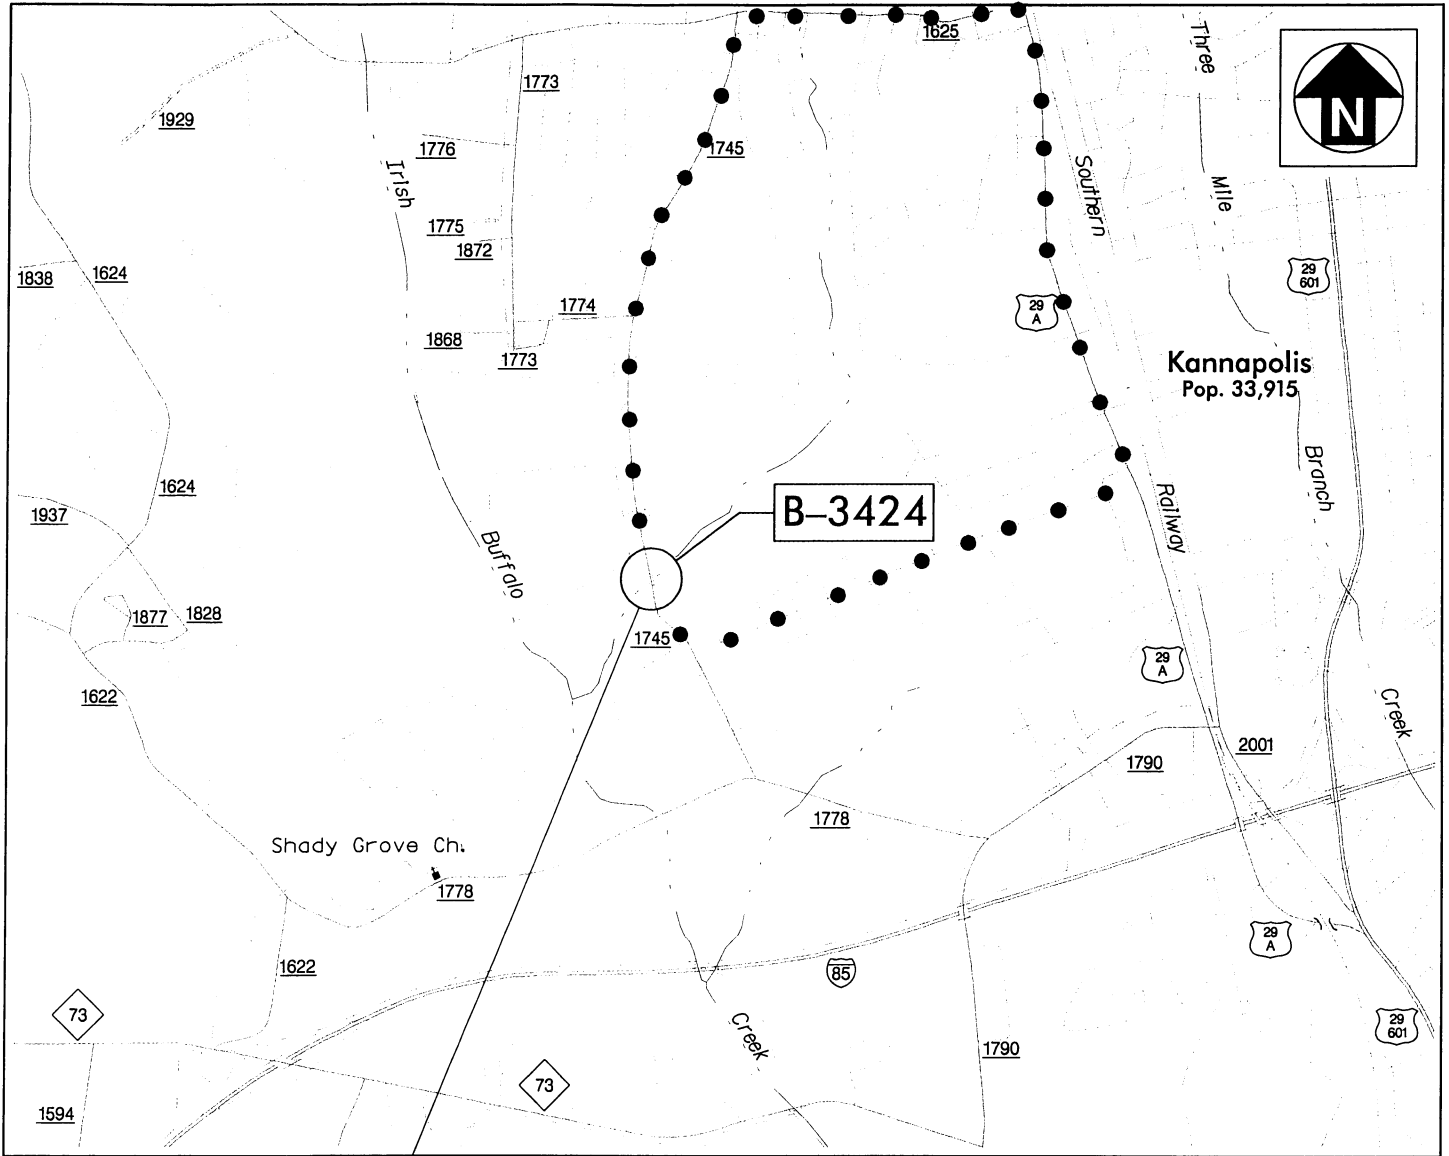 1625
Three
N
1773
1929
1776
1745
Irish
Southern
Mile
1775
1872
1838
1624
29
601
1774
29
A
1868
1773
Kannapolis
Pop. 33,915
1624
1937
Branch
Railway
B–3424
Buffalo
1877
1828
1745
29
A
1622
Creek
2001
1790
1778
Shady Grove Ch.
1778
29
A
1622
85
73
Creek
29
601
1790
73
1594